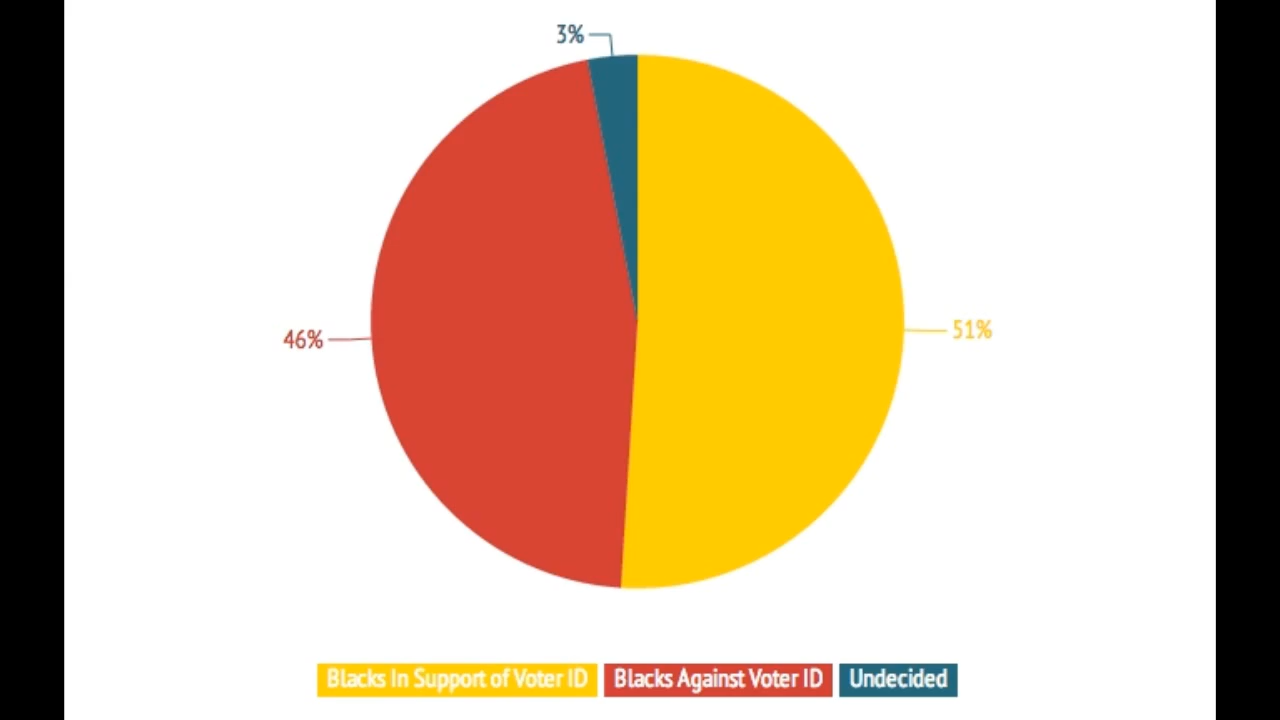 3%
46%
51%
Blacks In Support of Voter ID
Blacks Against Voter ID
Undecided